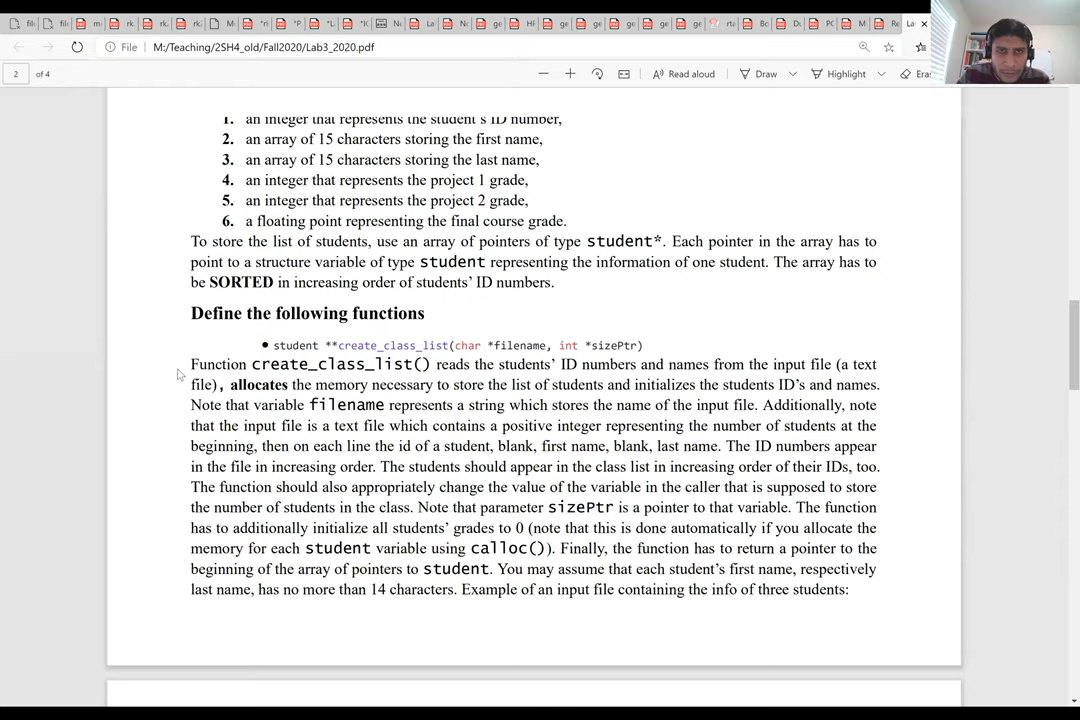 File M:/Teaching/2SH4_old/Fall2020/Lab3_2020.pdf
2 of 4
Read aloud Draw Highlight
1. an integer that represents the student's ID number,
2. an array of 15 characters storing the first name,
3. an array of 15 characters storing the last name,
4. an integer that represents the project 1 grade,
5. an integer that represents the project 2 grade,
6. a floating point representing the final course grade.
To store the list of students, use an array of pointers of type student*. Each pointer in the array has to
point to a structure variable of type student representing the information of one student. The array has to
be SORTED in increasing order of students' ID numbers.
Define the following functions
• student **create_class_list(char *filename, int *sizePtr)
Function create_class_list() reads the students' ID numbers and names from the input file (a text
file), allocates the memory necessary to store the list of students and initializes the students ID's and names.
Note that variable filename represents a string which stores the name of the input file. Additionally, note
that the input file is a text file which contains a positive integer representing the number of students at the
beginning, then on each line the id of a student, blank, first name, blank, last name. The ID numbers appear
in the file in increasing order. The students should appear in the class list in increasing order of their IDs, too.
The function should also appropriately change the value of the variable in the caller that is supposed to store
the number of students in the class. Note that parameter sizePtr is a pointer to that variable. The function
has to additionally initialize all students' grades to 0 (note that this is done automatically if you allocate the
memory for each student variable using calloc()). Finally, the function has to return a pointer to the
beginning of the array of pointers to student. You may assume that each student's first name, respectively
last name, has no more than 14 characters. Example of an input file containing the info of three students: